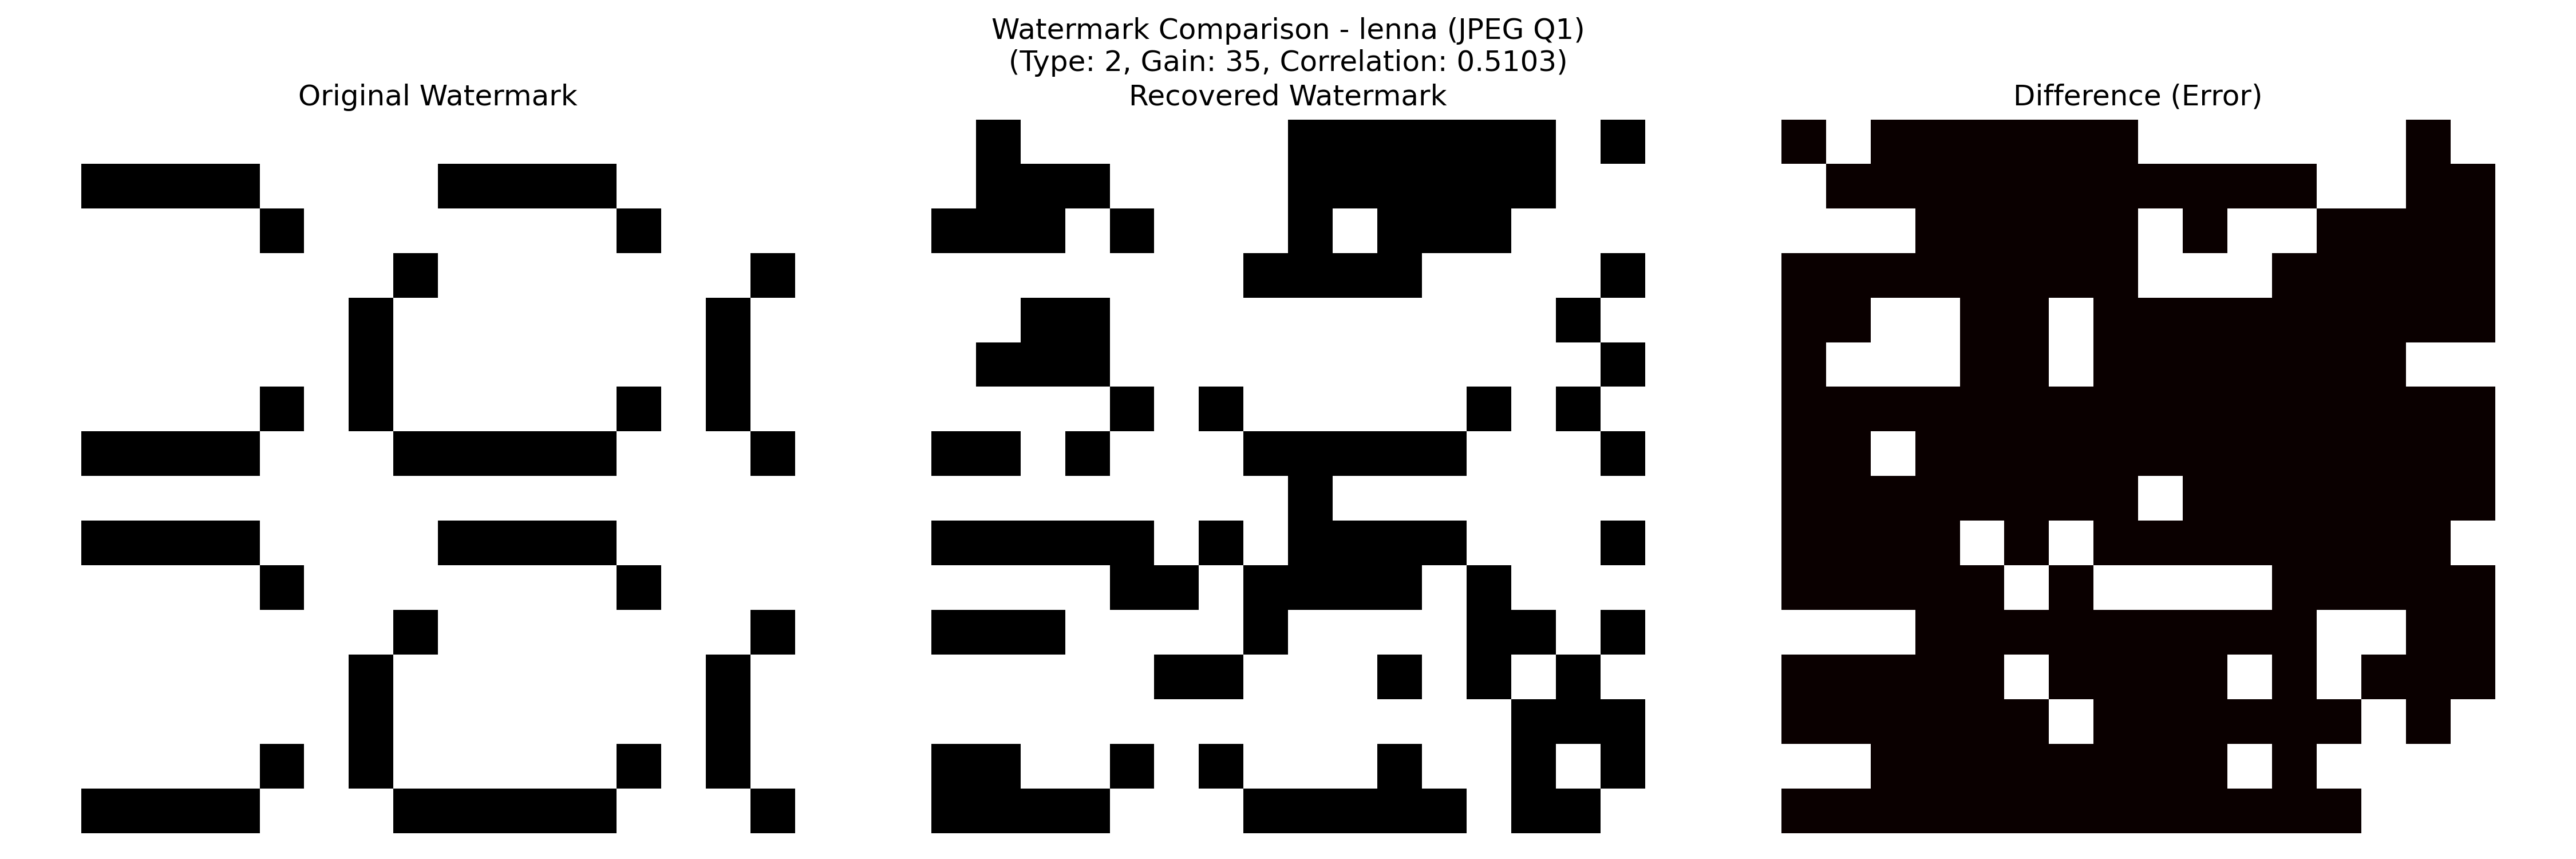 Watermark Comparison - lenna (JPEG Q1)
(Type: 2, Gain: 35, Correlation: 0.5103)
Original Watermark
Recovered Watermark
Difference (Error)